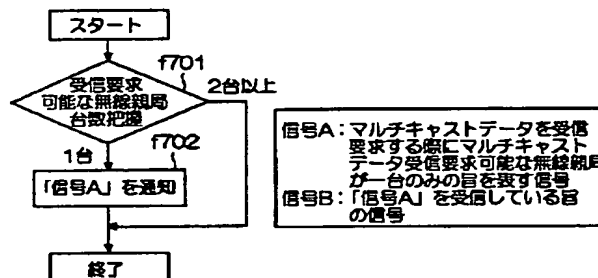 スタート
f701
受信要求
可能な無線親局
台数把握
2台以上
1台
f702
「信号A」を通知
終了
信号A：マルチキャストデータを受信
要求する際にマルチキャスト
データ受信要求可能な無線親局
が一台のみの旨を表す信号
信号B：「信号A」を受信している旨
の信号